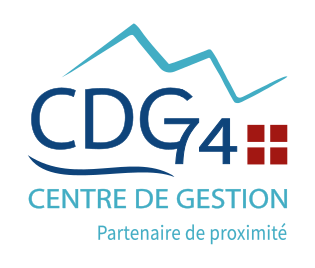 CDG74
CENTRE DE GESTION
Partenaire de proximité